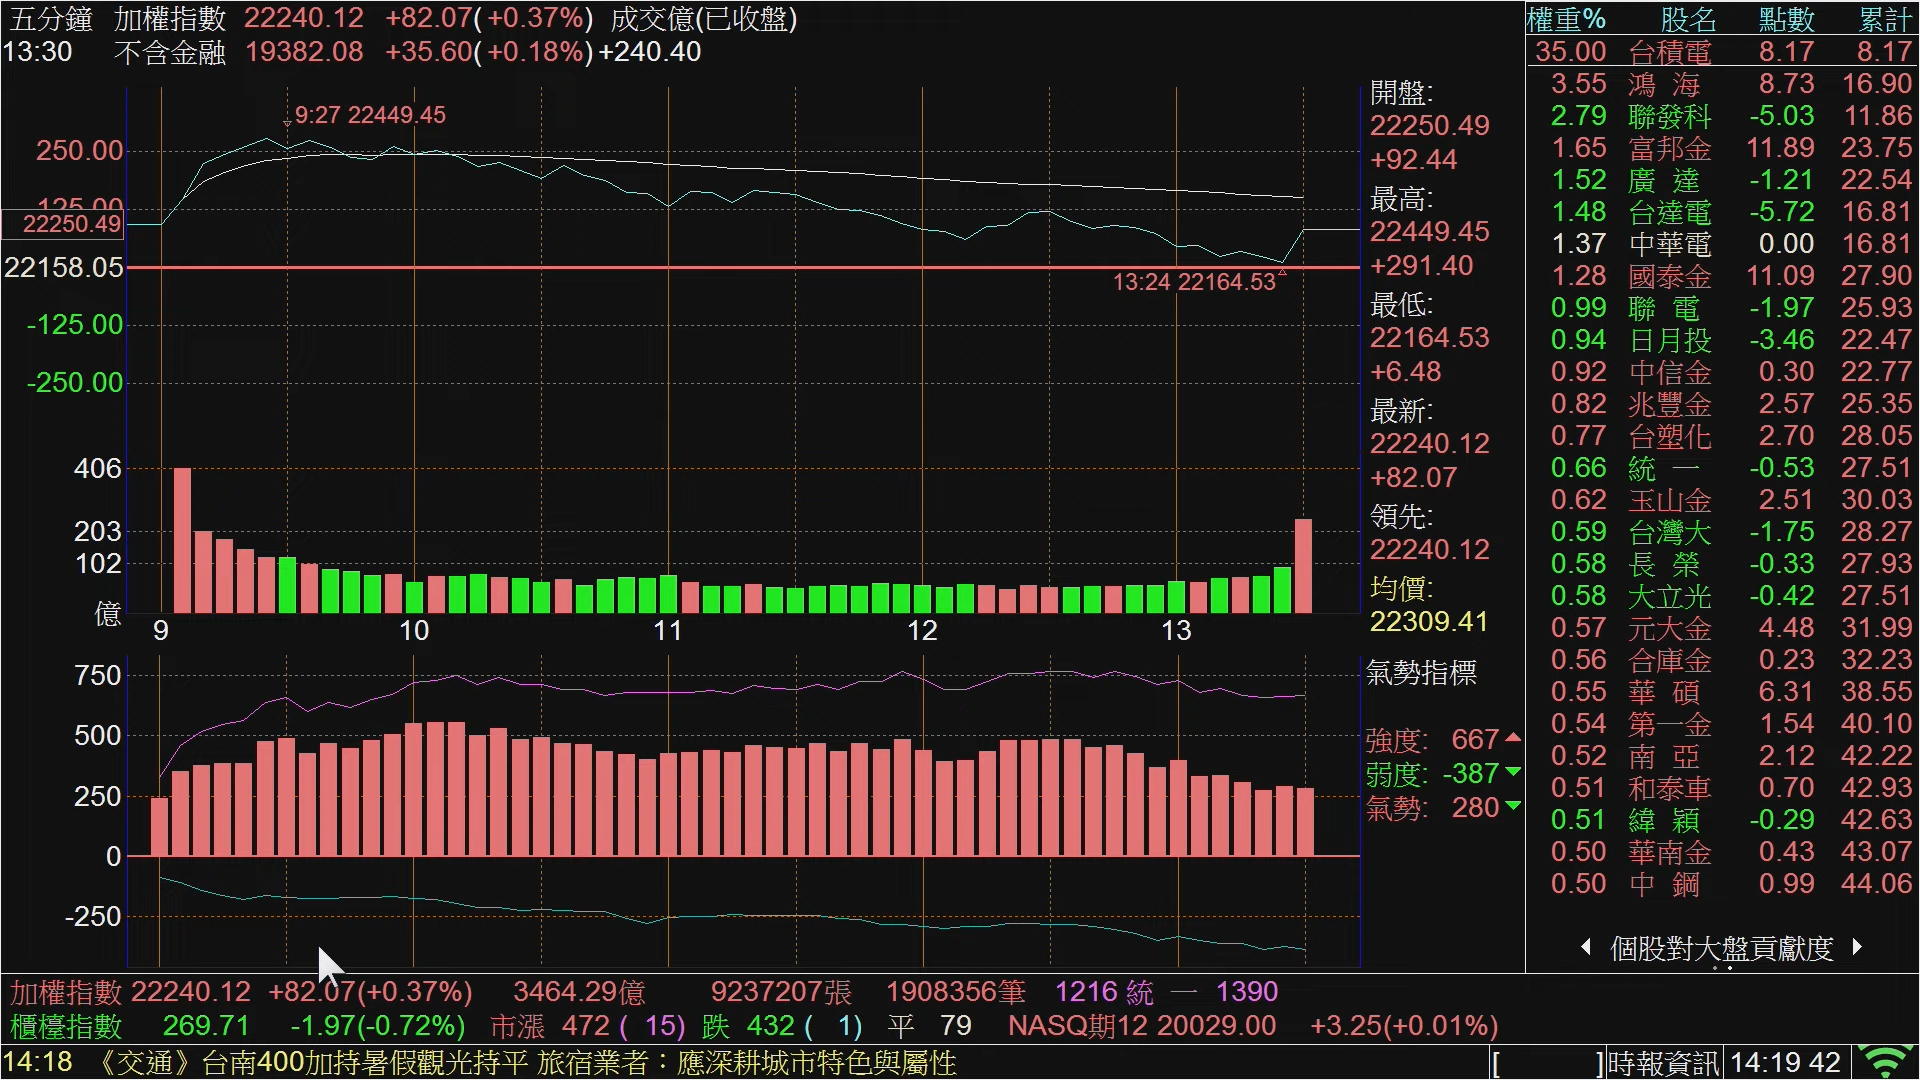 五分鐘 加權指數 22240.12 +82.07(+0.37%) 成交億(已收盤)
13:30 不含金融 19382.08 +35.60(+0.18%)+240.40
9:27 22449.45
250.00
125.00
22250.49
22158.05
13:24 22164.53
-125.00
-250.00
406
203
102
億
9 10 11 12 13
開盤:
22250.49
+92.44
最高:
22449.45
+291.40
最低:
22164.53
+6.48
最新:
22240.12
+82.07
領先:
22240.12
均價:
22309.41
750
500
250
0
-250
氣勢指標
強度: 667
弱度: -387
氣勢: 280
權重% 股名 點數 累計
35.00 台積電 8.17 8.17
3.55 鴻 海 8.73 16.90
2.79 聯發科 -5.03 11.86
1.65 富邦金 11.89 23.75
1.52 廣 達 -1.21 22.54
1.48 台達電 -5.72 16.81
1.37 中華電 0.00 16.81
1.28 國泰金 11.09 27.90
0.99 聯 電 -1.97 25.93
0.94 日月投 -3.46 22.47
0.92 中信金 0.30 22.77
0.82 兆豐金 2.57 25.35
0.77 台塑化 2.70 28.05
0.66 統 一 -0.53 27.51
0.62 玉山金 2.51 30.03
0.59 台灣大 -1.75 28.27
0.58 長 榮 -0.33 27.93
0.58 大立光 -0.42 27.51
0.57 元大金 4.48 31.99
0.56 合庫金 0.23 32.23
0.55 華 碩 6.31 38.55
0.54 第一金 1.54 40.10
0.52 南 亞 2.12 42.22
0.51 和泰車 0.70 42.93
0.51 緯 穎 -0.29 42.63
0.50 華南金 0.43 43.07
0.50 中 鋼 0.99 44.06
個股對大盤貢獻度
加權指數 22240.12 +82.07(+0.37%) 3464.29億 9237207張 1908356筆 1216 統 一 1390
櫃檯指數 269.71 -1.97(-0.72%) 市漲 472 ( 15) 跌 432 ( 1) 平 79 NASQ期12 20029.00 +3.25(+0.01%)
14:18 《交通》台南400加持暑假觀光持平 旅宿業者：應深耕城市特色與屬性 [ ]時報資訊 14:19 42